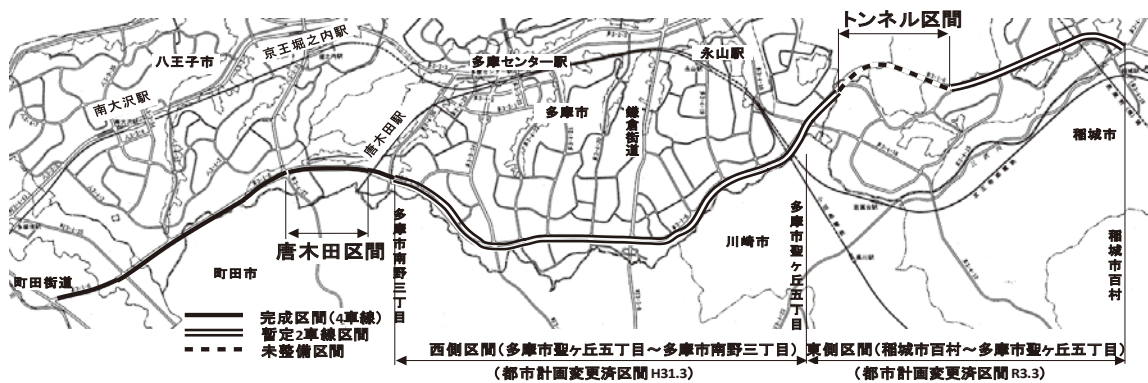 トンネル区間
京王堀之内駅
八王子市
多摩センター駅
永山駅
南大沢駅
多摩市
唐木田駅
鎌倉街道
稲城市
多摩市南野三丁目
唐木田区間
町田市
町田街道
川崎市
多摩市聖ヶ丘五丁目
稲城市百村
完成区間(4車線)
暫定2車線区間
未整備区間
西側区間(多摩市聖ヶ丘五丁目～多摩市南野三丁目)
(都市計画変更済区間H31.3)
東側区間(稲城市百村～多摩市聖ヶ丘五丁目)
(都市計画変更済区間R3.3)